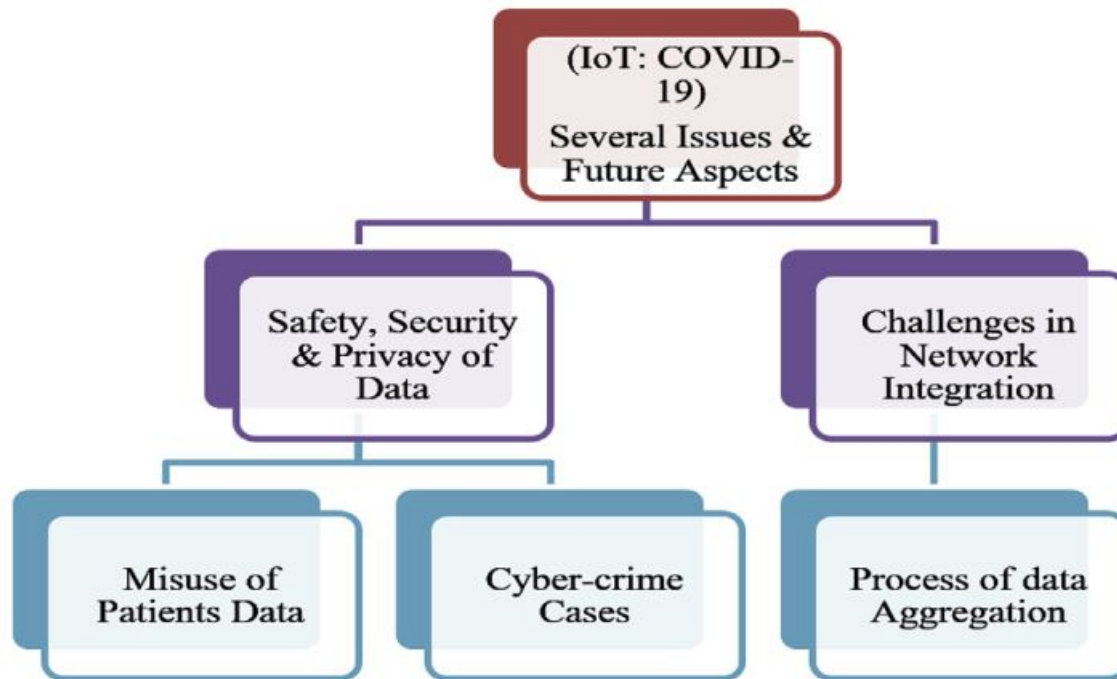 (IoT: COVID-
19)
Several Issues &
Future Aspects
Safety, Security
& Privacy of
Data
Challenges in
Network
Integration
Misuse of
Patients Data
Cyber-crime
Cases
Process of data
Aggregation